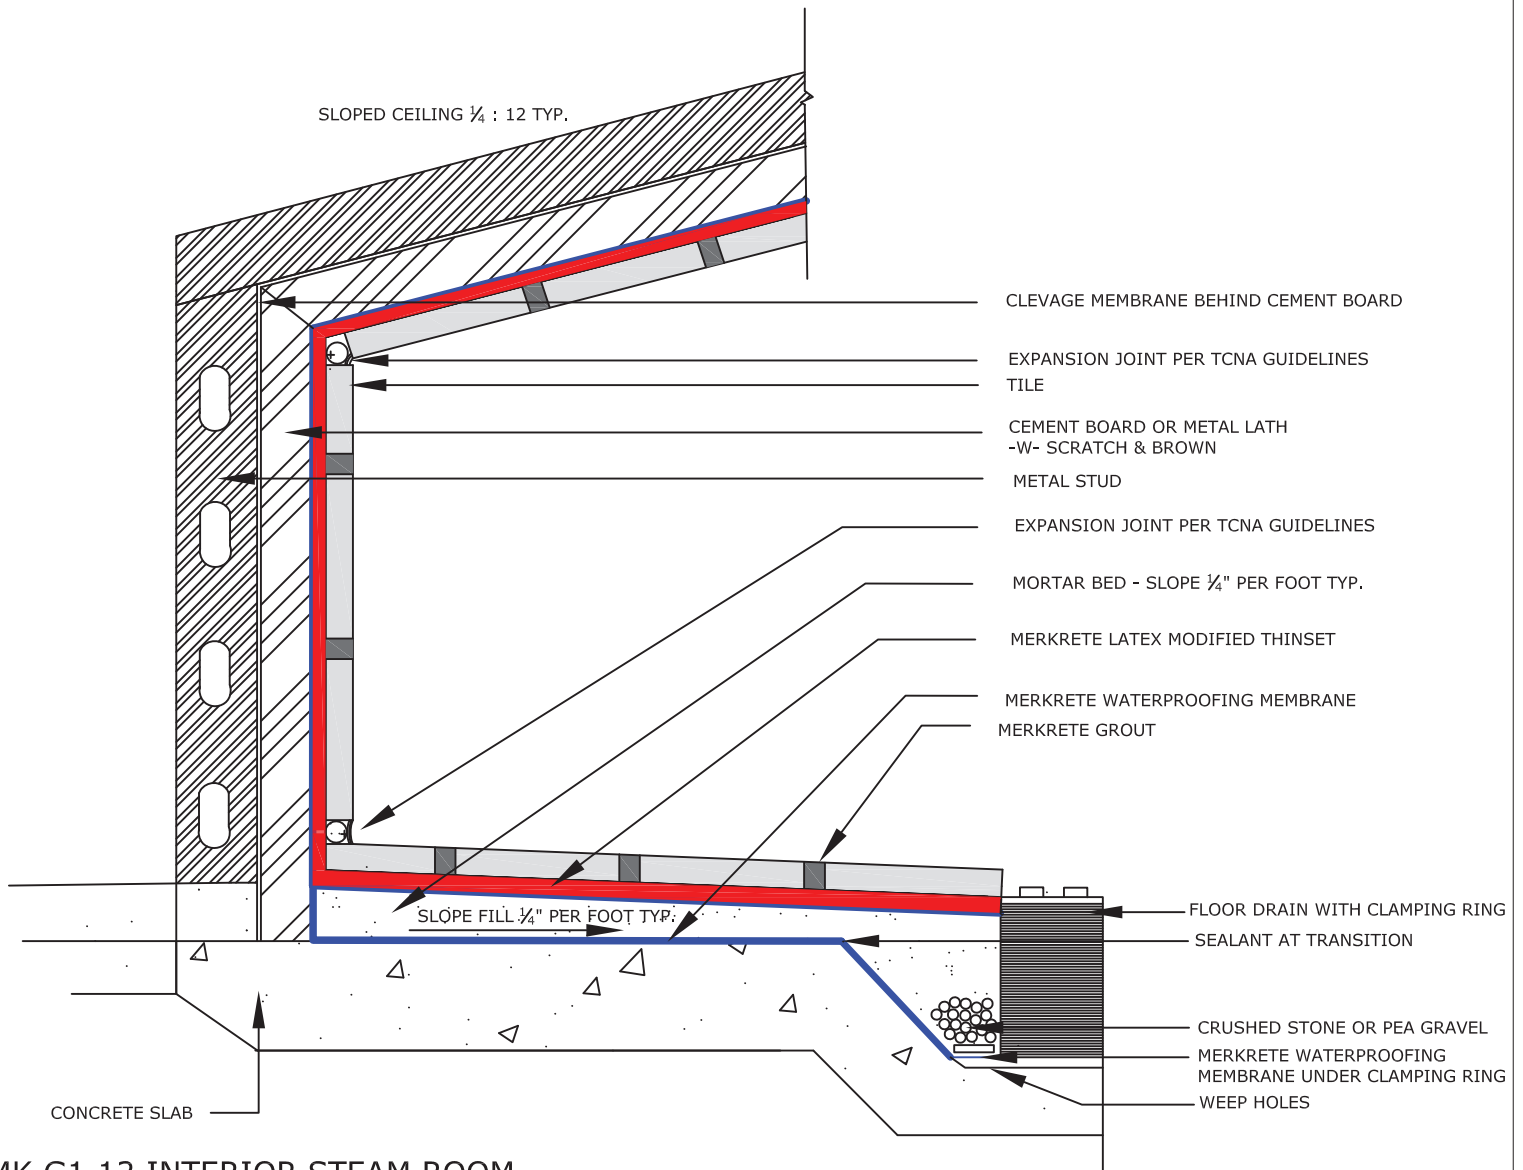 SLOPED CEILING ¼ : 12 TYP.
CLEVAGE MEMBRANE BEHIND CEMENT BOARD
EXPANSION JOINT PER TCNA GUIDELINES
TILE
CEMENT BOARD OR METAL LATH
-W- SCRATCH & BROWN
METAL STUD
EXPANSION JOINT PER TCNA GUIDELINES
MORTAR BED - SLOPE ¼" PER FOOT TYP.
MERKRETE LATEX MODIFIED THINSET
MERKRETE WATERPROOFING MEMBRANE
MERKRETE GROUT
SLOPE FILL ¼" PER FOOT TYP.
FLOOR DRAIN WITH CLAMPING RING
SEALANT AT TRANSITION
CRUSHED STONE OR PEA GRAVEL
MERKRETE WATERPROOFING
MEMBRANE UNDER CLAMPING RING
WEEP HOLES
CONCRETE SLAB
MK G1.12 INTERIOR STEAM ROOM